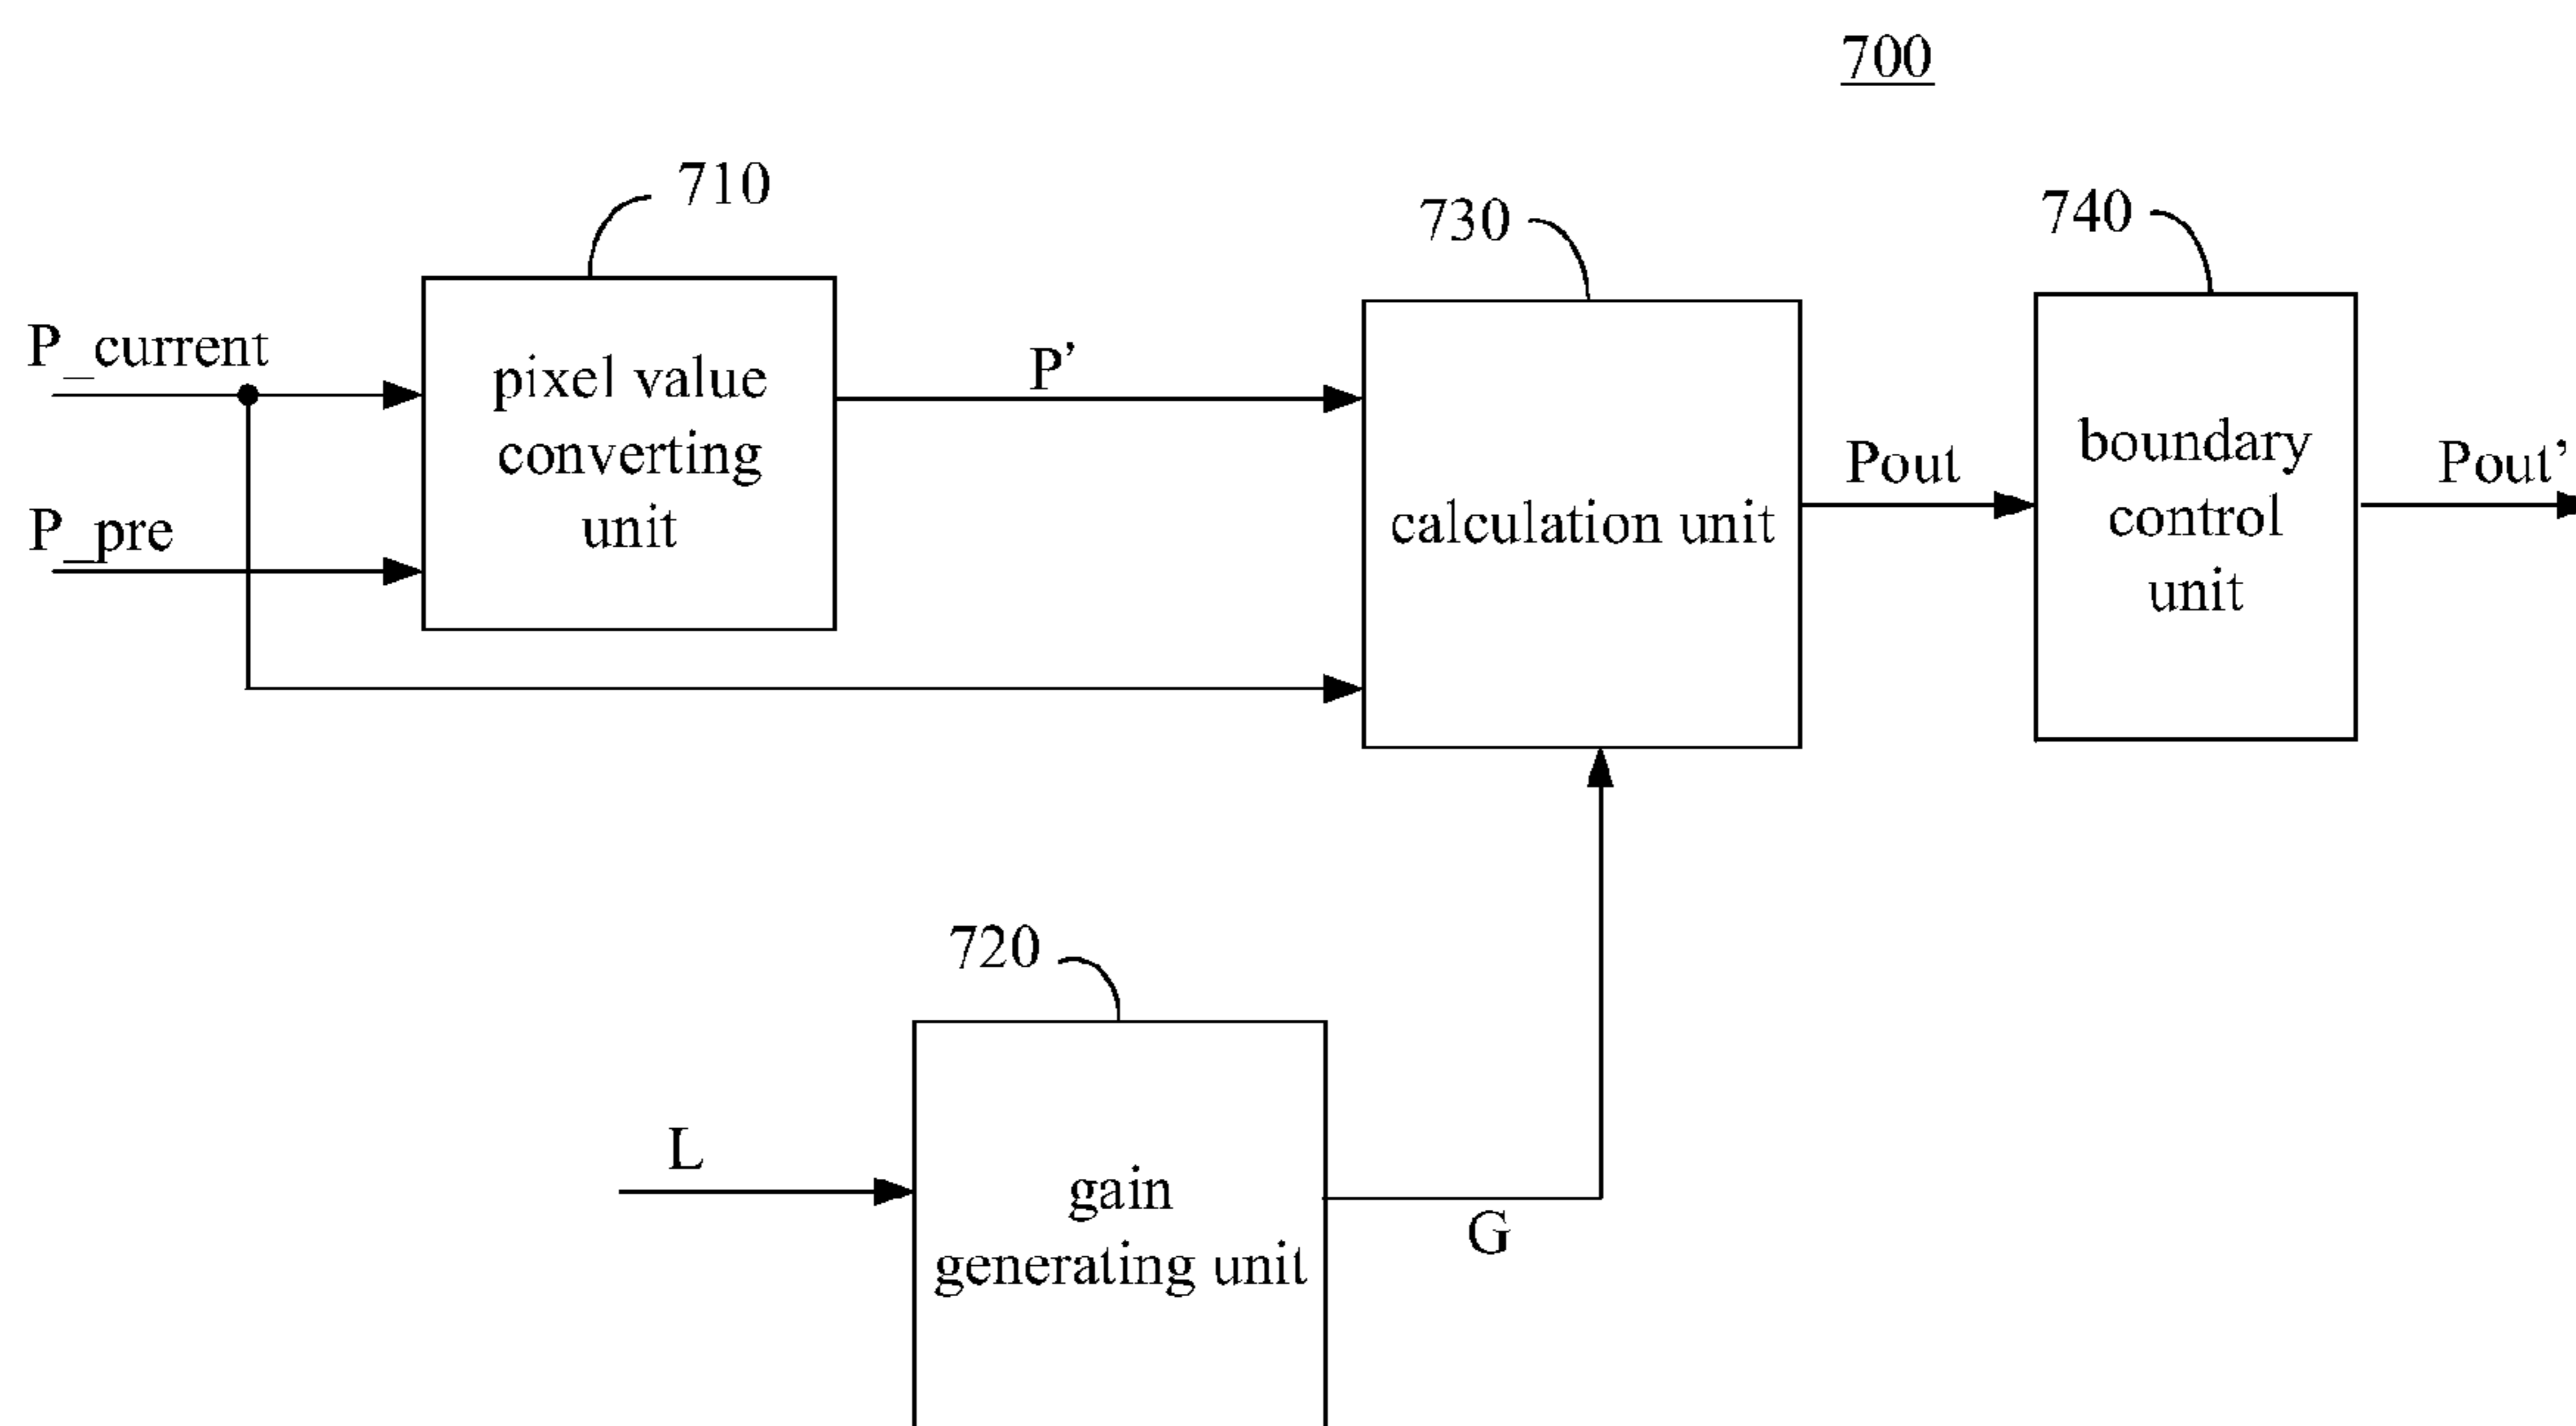 700
710
730
740
P_current
pixel value
converting
unit
P'
P_pre
calculation unit
Pout
boundary
control
unit
Pout'
720
L
gain
generating unit
G